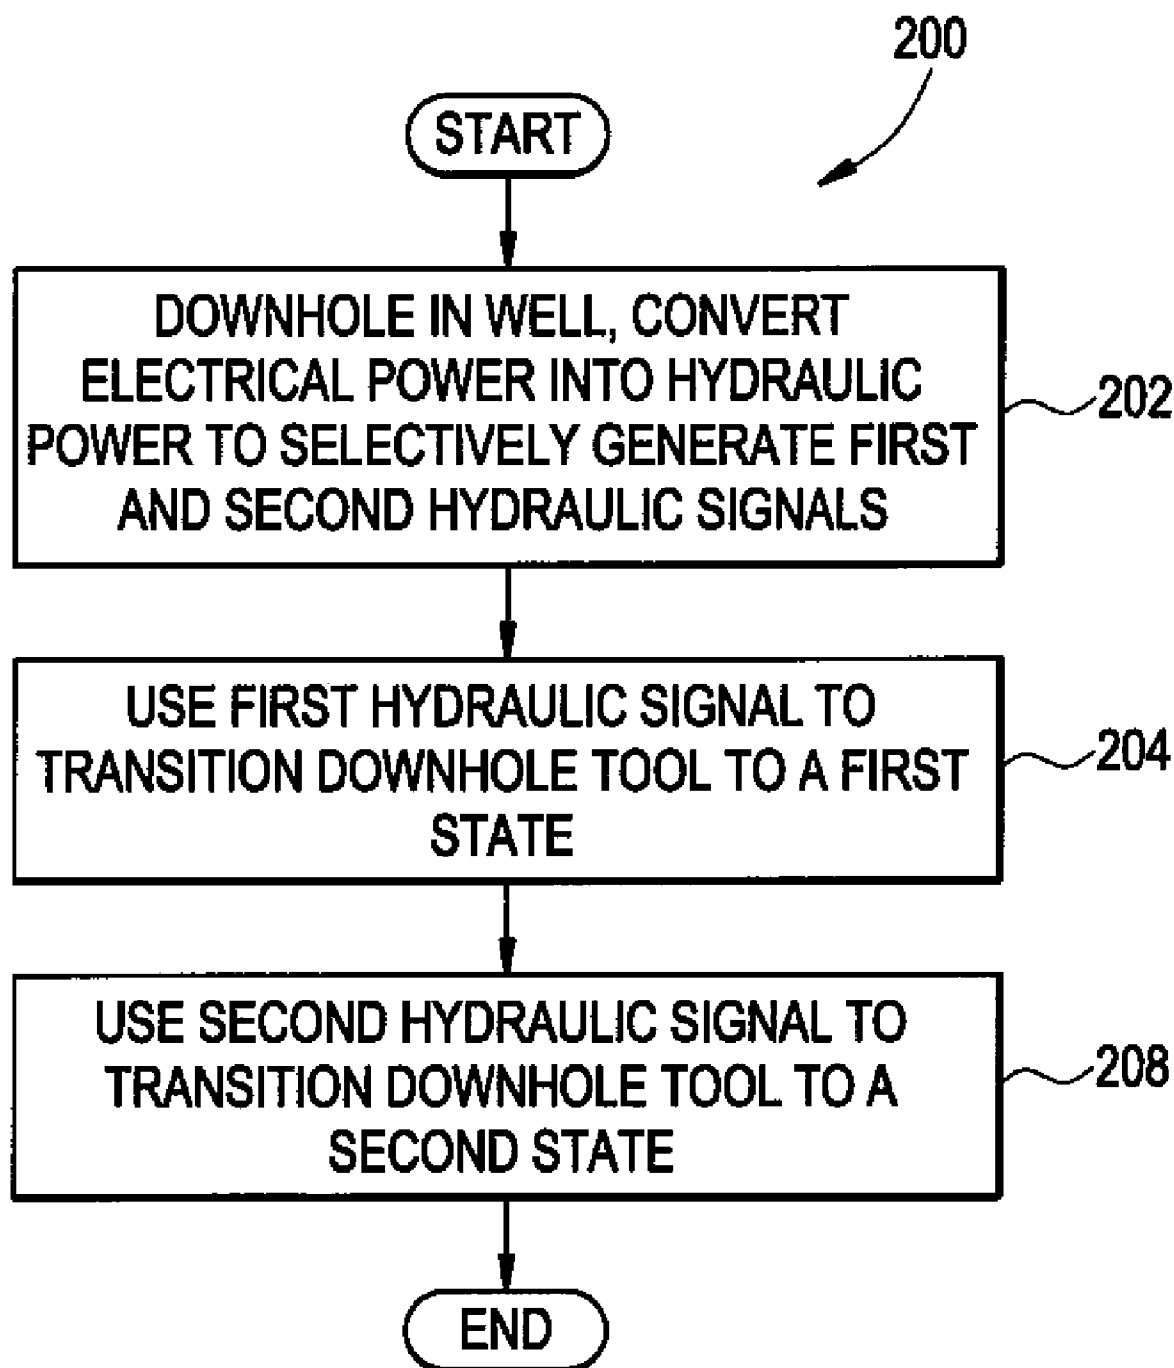 200
START
DOWNHOLE IN WELL, CONVERT
ELECTRICAL POWER INTO HYDRAULIC
POWER TO SELECTIVELY GENERATE FIRST
AND SECOND HYDRAULIC SIGNALS
202
USE FIRST HYDRAULIC SIGNAL TO
TRANSITION DOWNHOLE TOOL TO A FIRST
STATE
204
USE SECOND HYDRAULIC SIGNAL TO
TRANSITION DOWNHOLE TOOL TO A
SECOND STATE
208
END